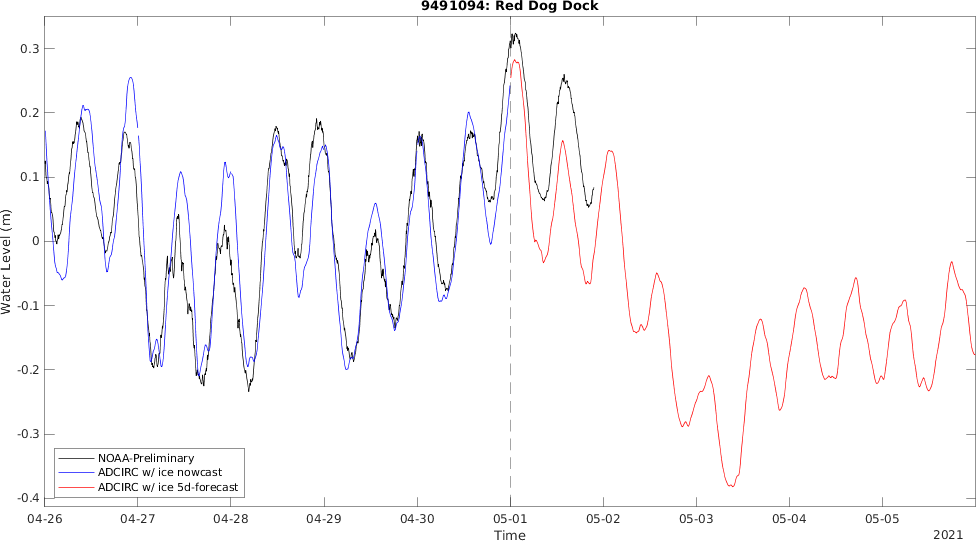 9491094: Red Dog Dock
0.3
0.2
0.1
0
-0.1
-0.2
-0.3
-0.4
Water Level (m)
NOAA-Preliminary
ADCIRC w/ ice nowcast
ADCIRC w/ ice 5d-forecast
04-26 04-27 04-28 04-29 04-30 05-01 05-02 05-03 05-04 05-05
Time
2021